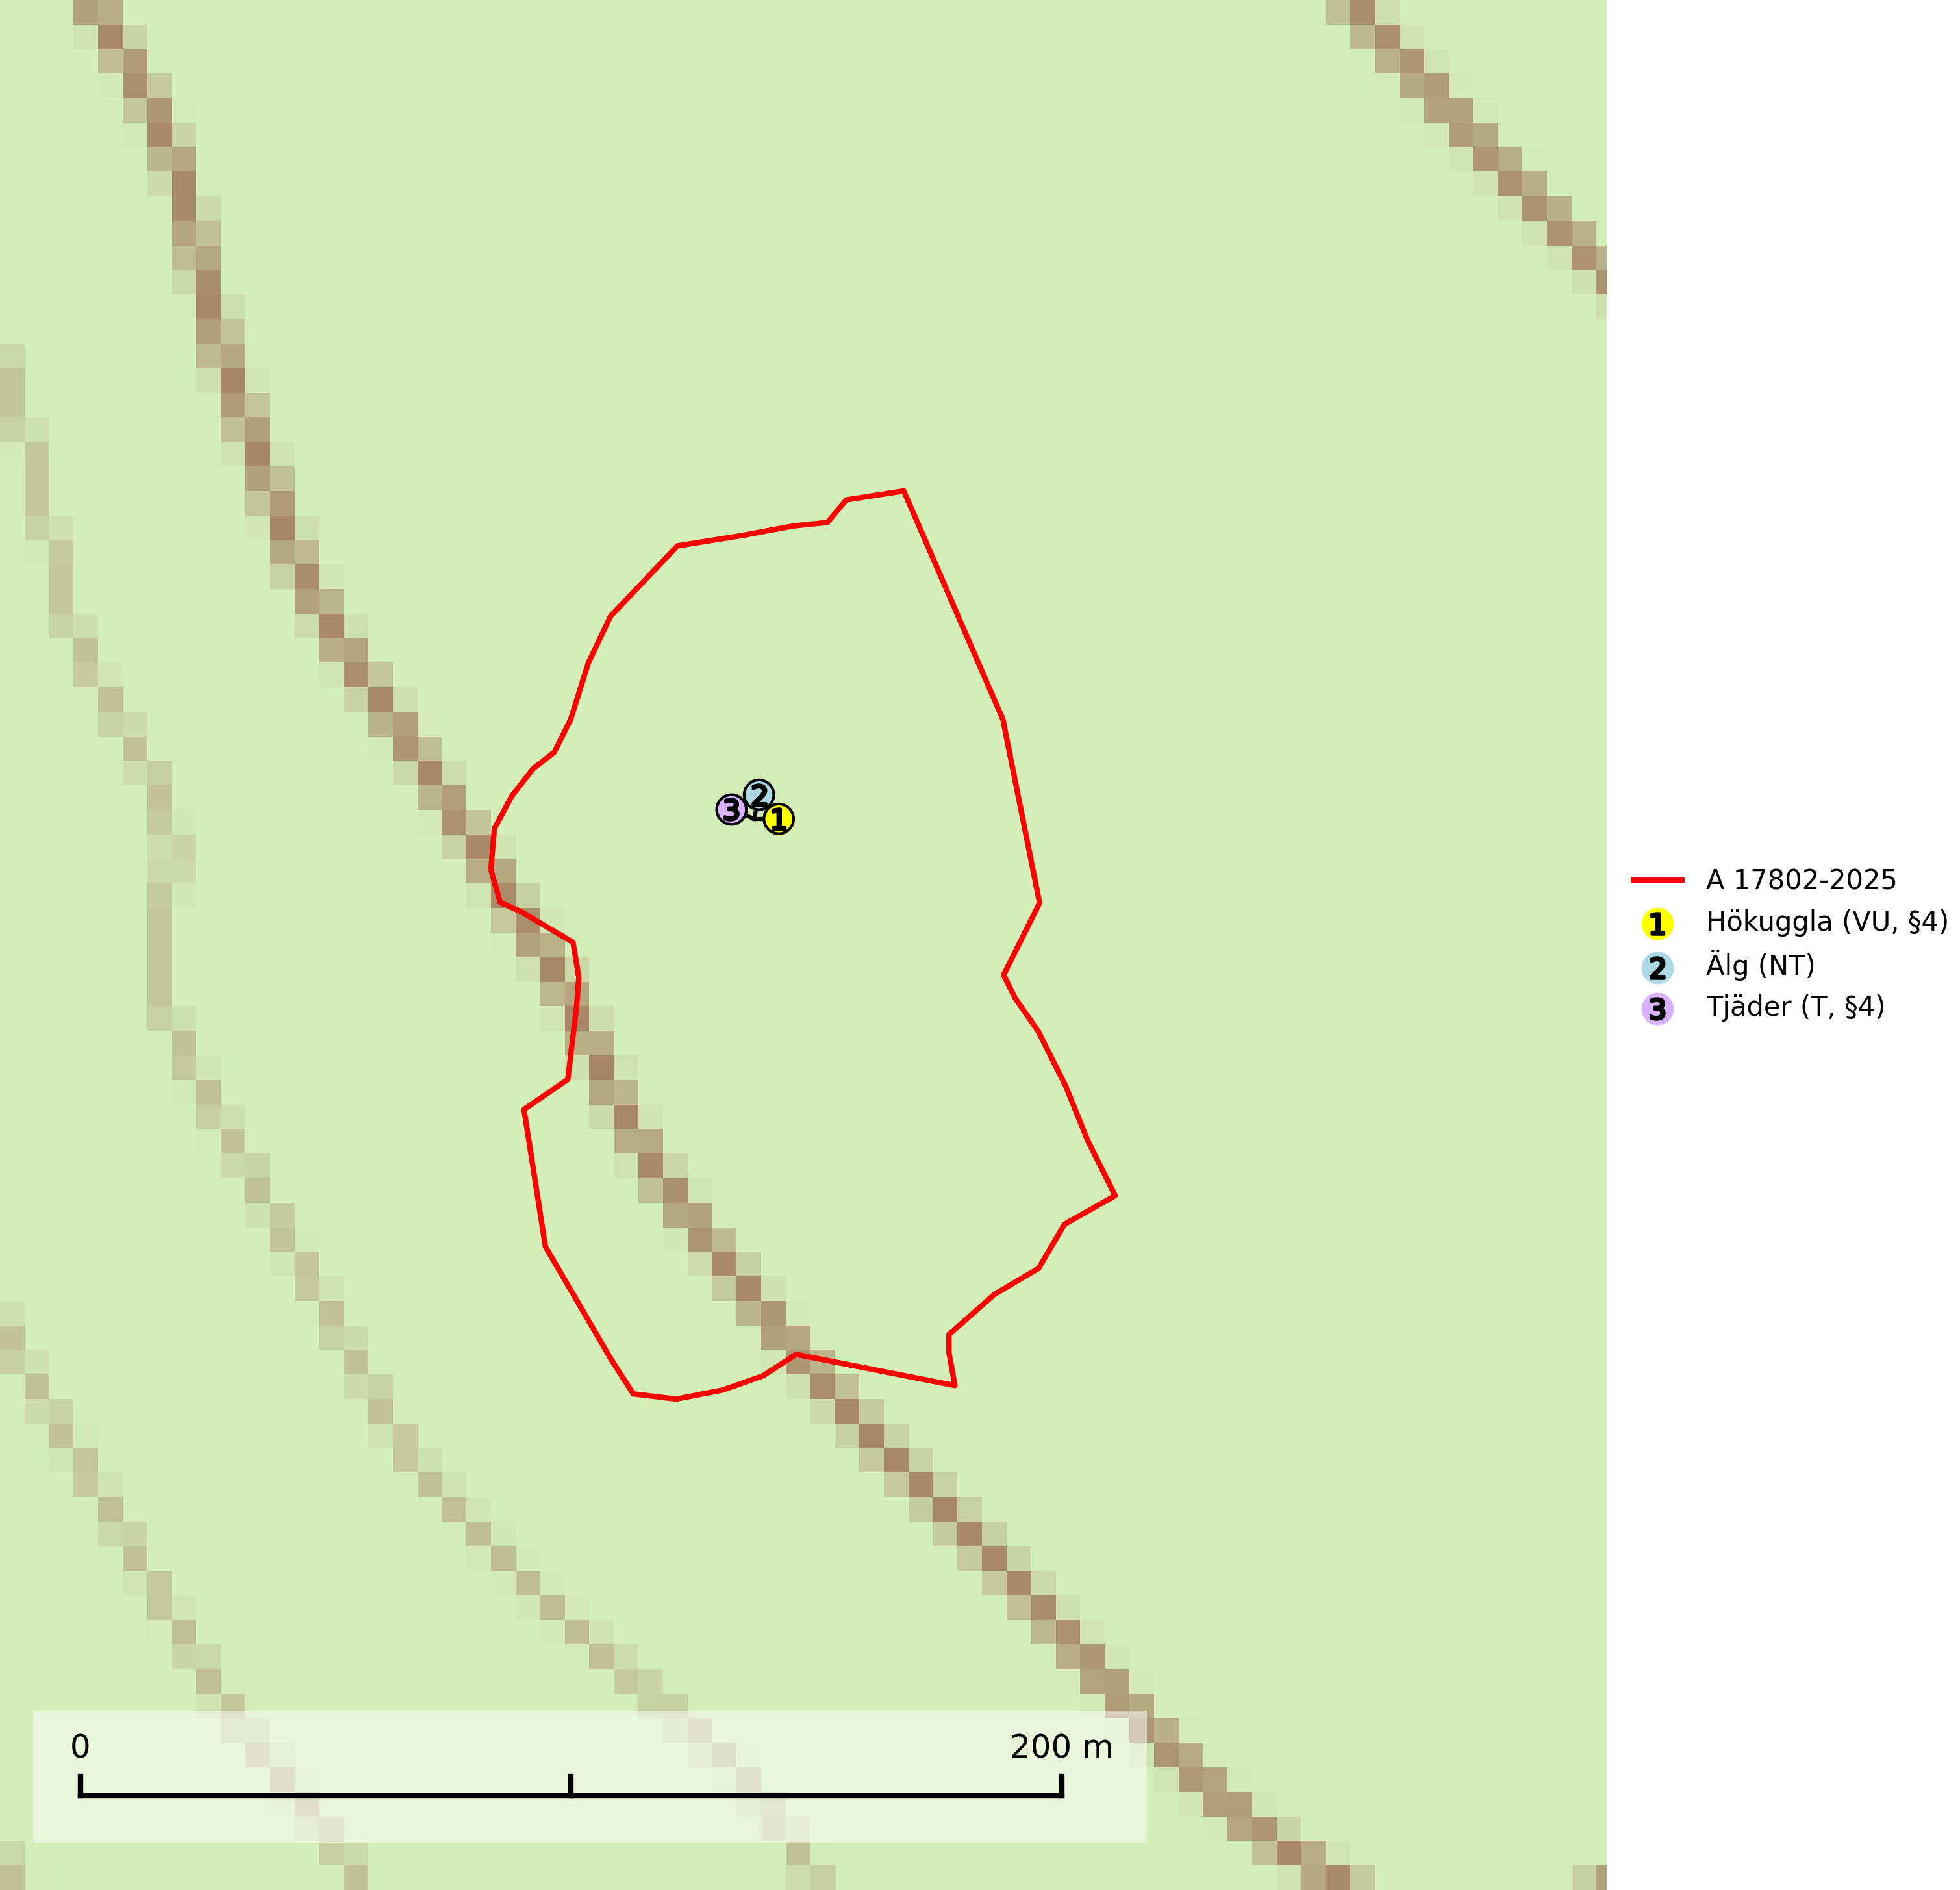 2
3
1
A 17802-2025
1 Hökuggla (VU, §4)
2 Älg (NT)
3 Tjäder (T, §4)
0 200 m